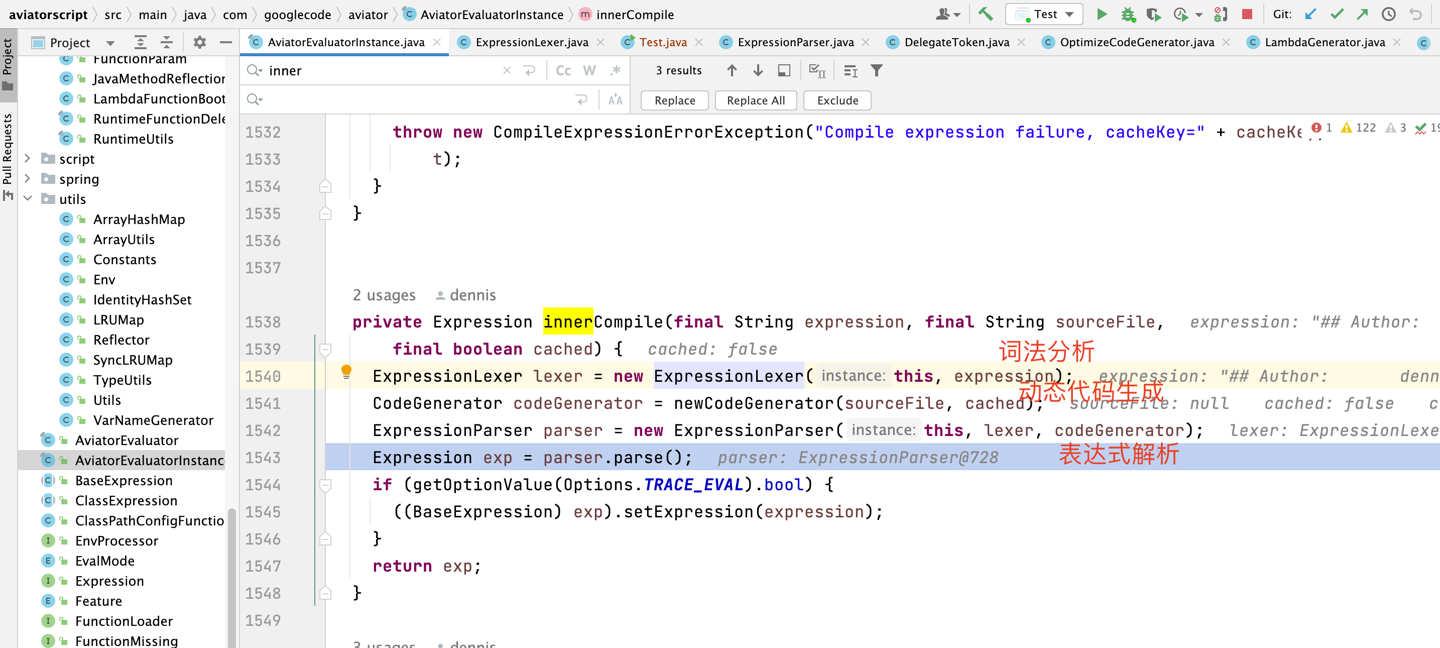 aviatorscript src main java com googlecode aviator AviatorEvaluatorInstance innerCompile Test Git:
Project AviatorEvaluatorInstance.java ExpressionLexer.java Test.java ExpressionParser.java DelegateToken.java OptimizeCodeGenerator.java LambdaGenerator.java
Project
Pull Requests
FunctionParam
JavaMethodReflection
LambdaFunctionBoot
RuntimeFunctionDele
RuntimeUtils
script
spring
utils
ArrayHashMap
ArrayUtils
Constants
Env
IdentityHashSet
LRUMap
Reflector
SyncLRUMap
TypeUtils
Utils
VarNameGenerator
AviatorEvaluator
AviatorEvaluatorInstanc
BaseExpression
ClassExpression
ClassPathConfigFunctio
EnvProcessor
EvalMode
Expression
Feature
FunctionLoader
FunctionMissing
inner Cc W .* 3 results
Replace Replace All Exclude
1532 throw new CompileExpressionErrorException("Compile expression failure, cacheKey=" + cacheKe 1 122 3 19
1533 t);
1534 }
1535 }
1536
1537
2 usages dennis
1538 private Expression innerCompile(final String expression, final String sourceFile, expression: "## Author:
1539 final boolean cached) { cached: false
词法分析
1540 ExpressionLexer lexer = new ExpressionLexer( instance: this, expression); expression: "## Author: denn
动态代码生成
1541 CodeGenerator codeGenerator = newCodeGenerator(sourceFile, cached); sourceFile: null cached: false c
1542 ExpressionParser parser = new ExpressionParser( instance: this, lexer, codeGenerator); lexer: ExpressionLexe
1543 Expression exp = parser.parse(); parser: ExpressionParser@728 表达式解析
1544 if (getOptionValue(Options.TRACE_EVAL).bool) {
1545 ((BaseExpression) exp).setExpression(expression);
1546 }
1547 return exp;
1548 }
1549
3 usages dennis